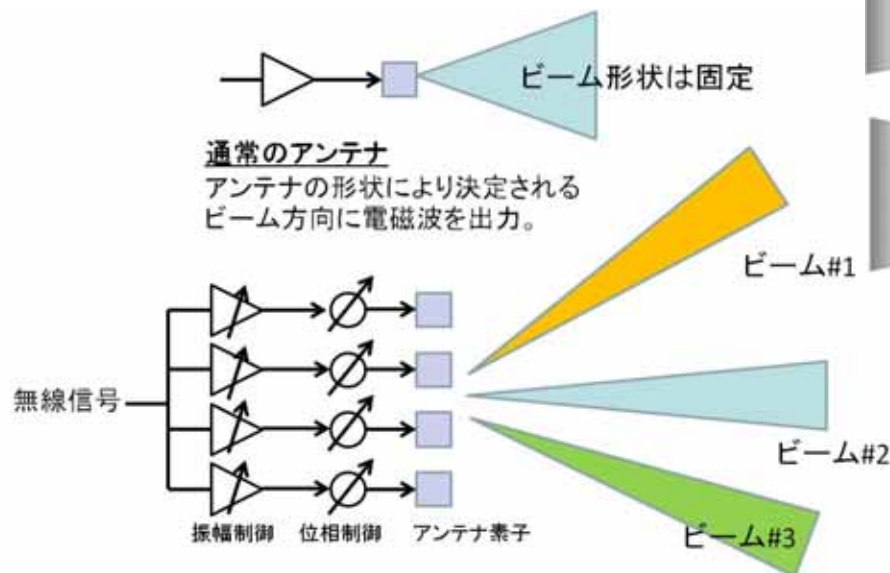 ビーム形状は固定
通常のアンテナ
アンテナの形状により決定される
ビーム方向に電磁波を出力。
ビーム#1
無線信号
ビーム#2
ビーム#3
振幅制御 位相制御 アンテナ素子